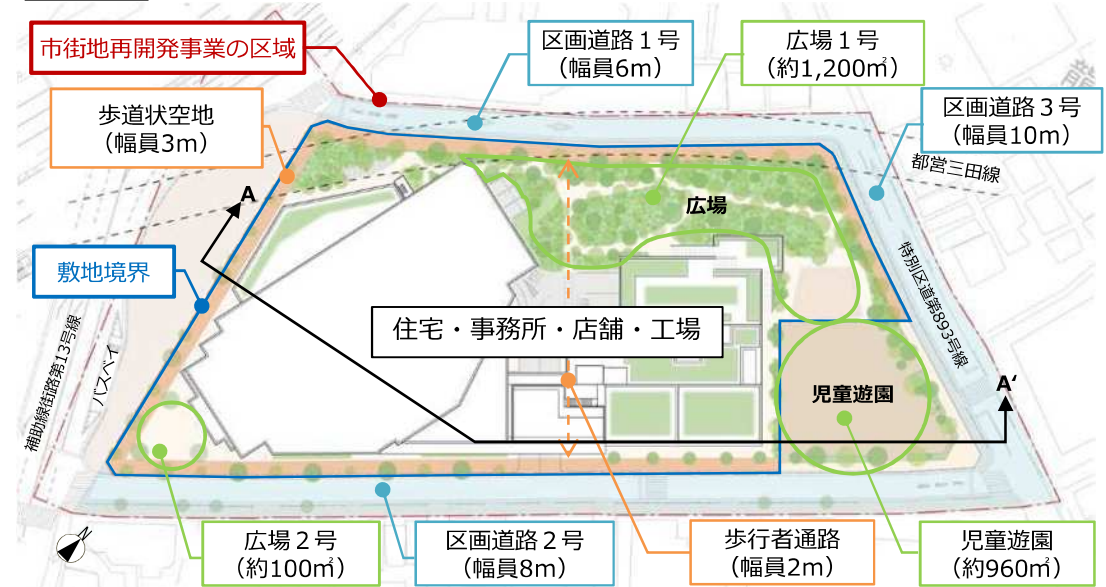 市街地再開発事業の区域
区画道路１号
（幅員6m）
広場１号
（約1,200㎡）
歩道状空地
（幅員3m）
区画道路３号
（幅員10m）
都営三田線
A
広場
敷地境界
特別区道第893号線
住宅・事務所・店舗・工場
補助線街路第13号線
バスベイ
児童遊園
A‘
N
広場２号
（約100㎡）
区画道路２号
（幅員8m）
歩行者通路
（幅員2m）
児童遊園
（約960㎡）